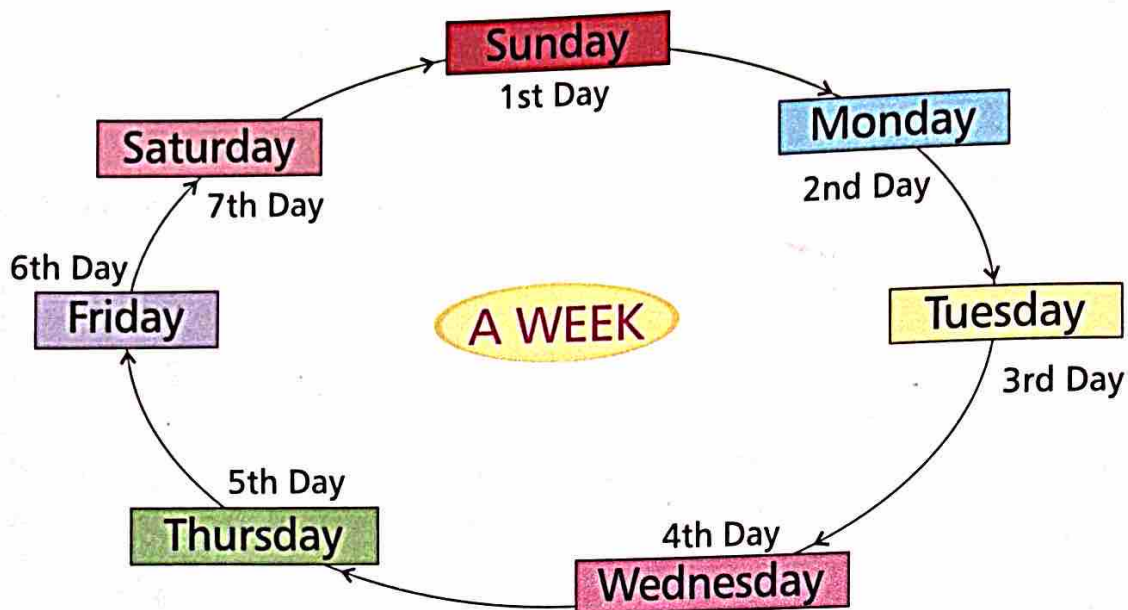 Sunday
1st Day
Monday
2nd Day
Tuesday
3rd Day
Wednesday
4th Day
Thursday
5th Day
Friday
6th Day
Saturday
7th Day
A WEEK